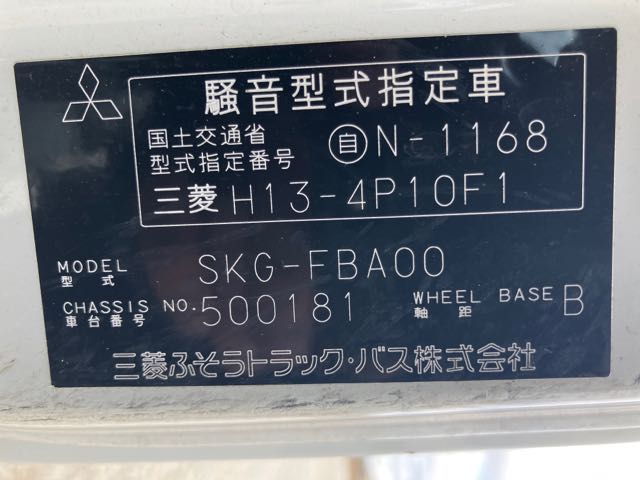 騒音型式指定車
国土交通省
型式指定番号 自N-1168
三菱 H13-4P10F1
MODEL SKG-FBA00
型式
CHASSIS NO. 500181 WHEEL BASE B
車台番号 軸距
三菱ふそうトラック・バス株式会社